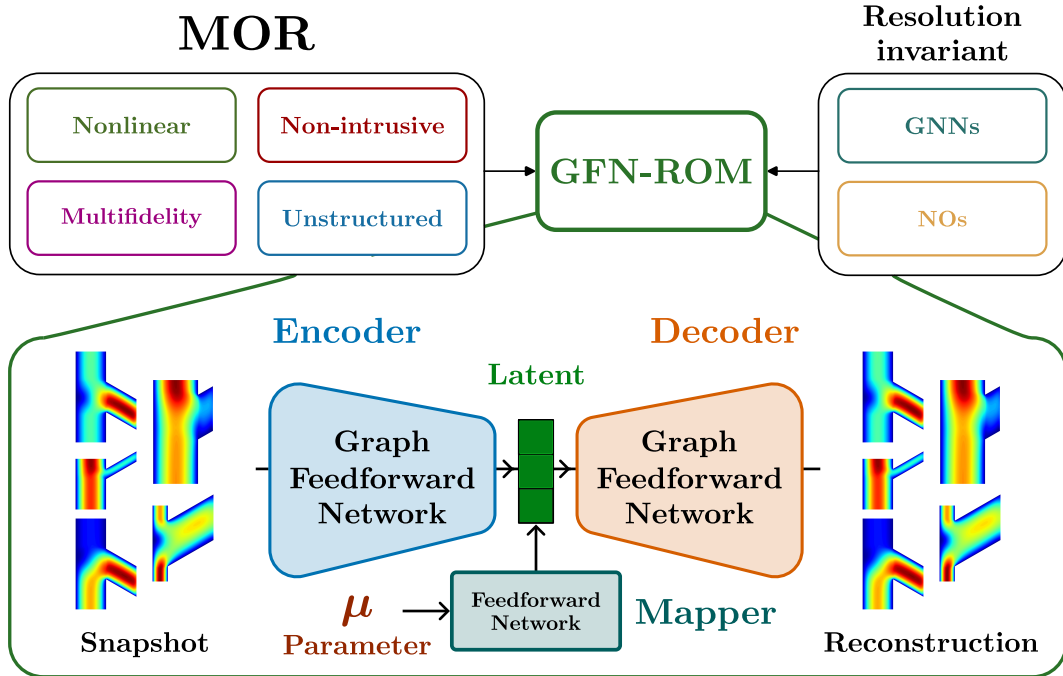 MOR
Resolution
invariant
Nonlinear
Non-intrusive
Multifidelity
Unstructured
GFN-ROM
GNNs
NOs
Encoder
Decoder
Latent
Graph
Feedforward
Network
Graph
Feedforward
Network
μ
Parameter
Feedforward
Network
Mapper
Snapshot
Reconstruction